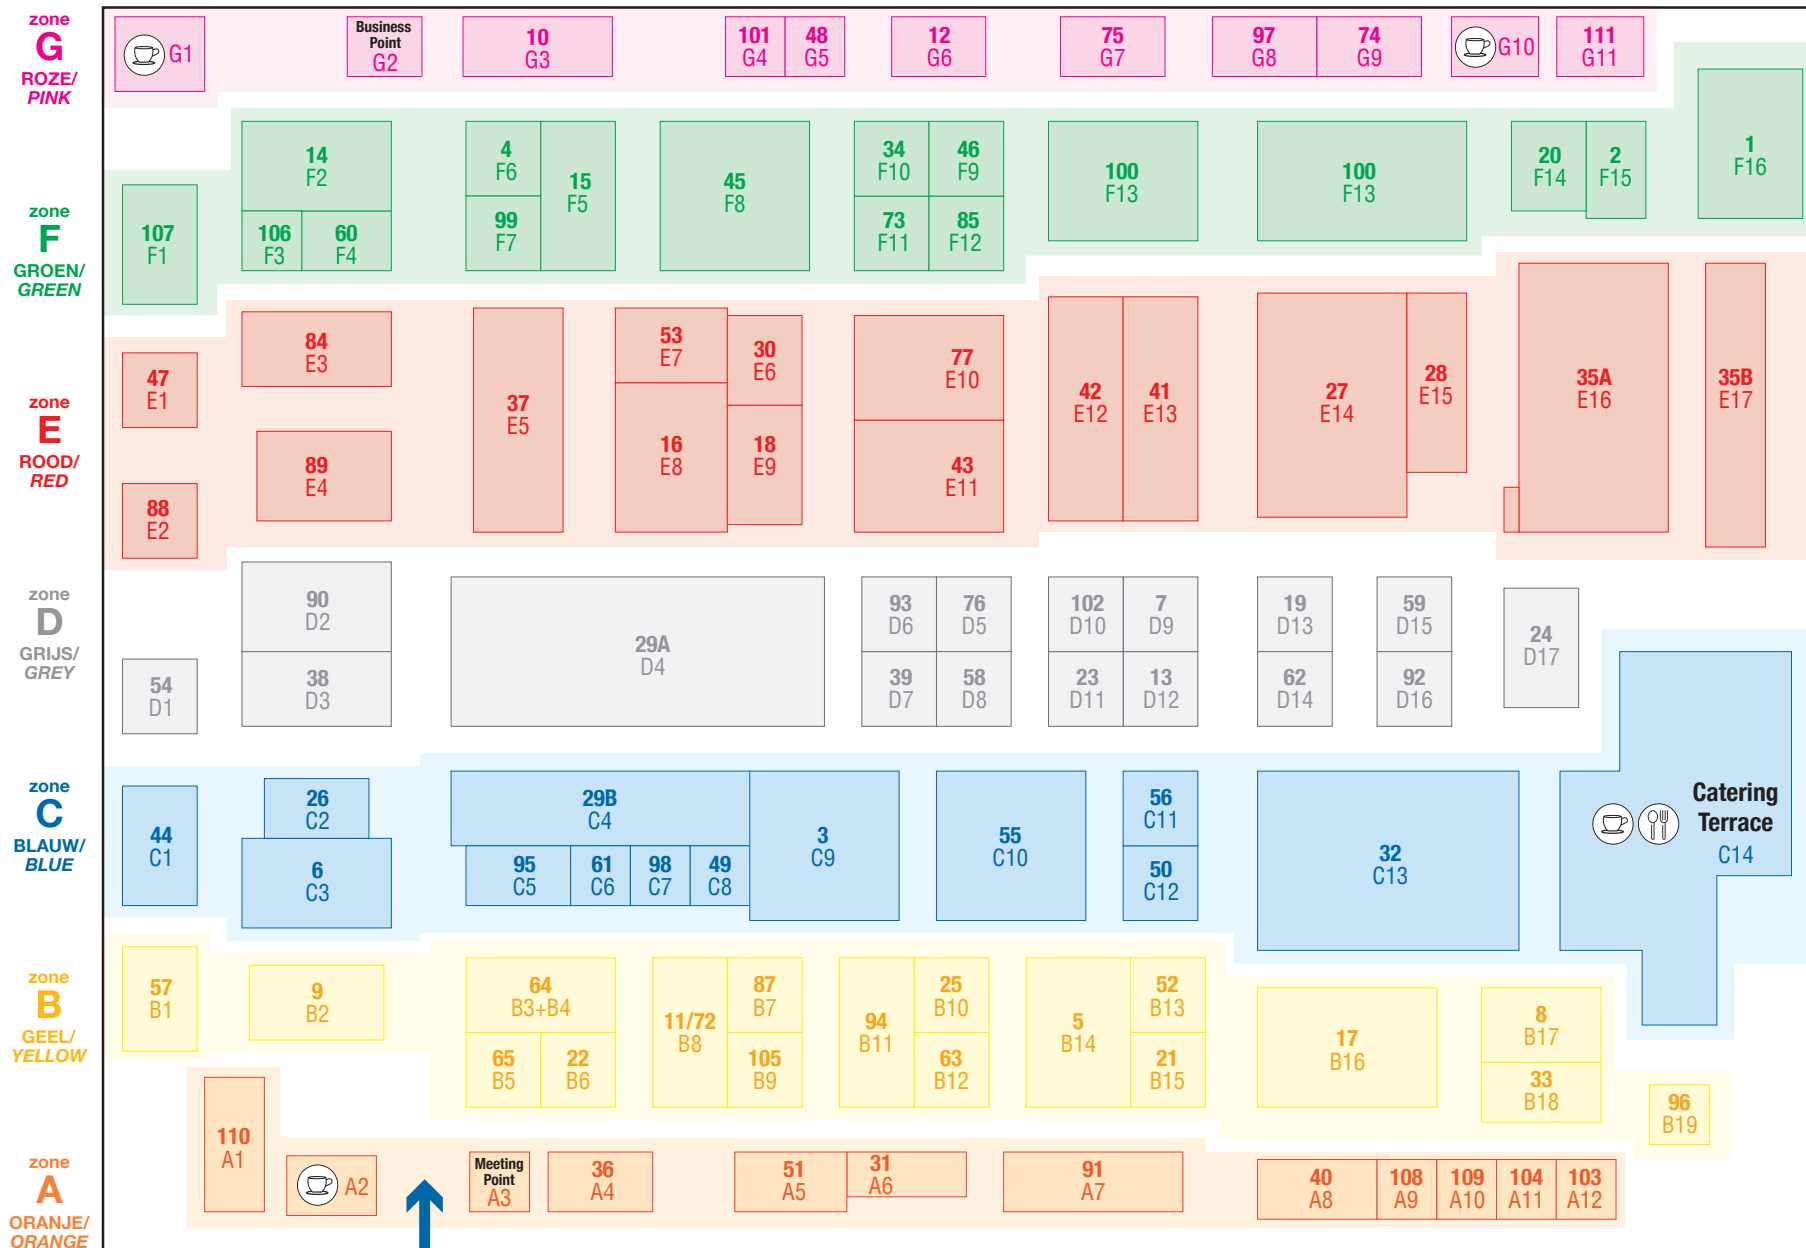 zone
G
ROZE/
PINK
G1
Business
Point
G2
10
G3
101
G4
48
G5
12
G6
75
G7
97
G8
74
G9
G10
111
G11
zone
F
GROEN/
GREEN
107
F1
14
F2
106
F3
60
F4
4
F6
15
F5
99
F7
45
F8
34
F10
46
F9
73
F11
85
F12
100
F13
100
F13
20
F14
2
F15
1
F16
zone
E
ROOD/
RED
47
E1
88
E2
84
E3
89
E4
37
E5
53
E7
30
E6
16
E8
18
E9
77
E10
43
E11
42
E12
41
E13
27
E14
28
E15
35A
E16
35B
E17
zone
D
GRIJS/
GREY
54
D1
90
D2
38
D3
29A
D4
93
D6
76
D5
39
D7
58
D8
102
D10
7
D9
23
D11
13
D12
19
D13
62
D14
59
D15
92
D16
24
D17
zone
C
BLAUW/
BLUE
44
C1
26
C2
6
C3
29B
C4
95
C5
61
C6
98
C7
49
C8
3
C9
55
C10
56
C11
50
C12
32
C13
Catering
Terrace
C14
zone
B
GEEL/
YELLOW
57
B1
9
B2
64
B3+B4
65
B5
22
B6
11/72
B8
87
B7
105
B9
94
B11
25
B10
63
B12
5
B14
52
B13
21
B15
17
B16
8
B17
33
B18
96
B19
zone
A
ORANJE/
ORANGE
110
A1
A2
Meeting
Point
A3
36
A4
51
A5
31
A6
91
A7
40
A8
108
A9
109
A10
104
A11
103
A12